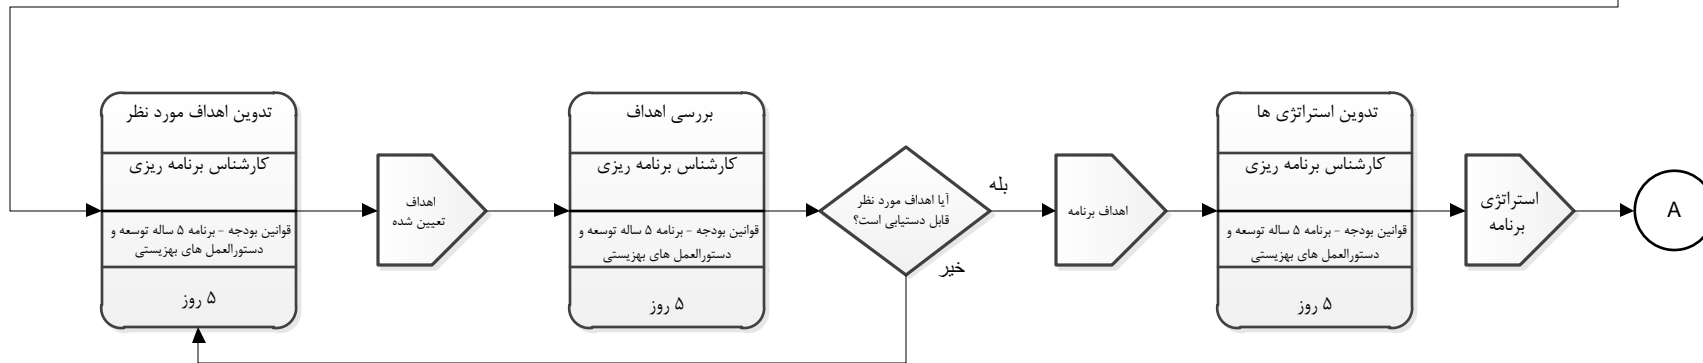 تدوین اهداف مورد نظر
کارشناس برنامه ریزی
قوانین بودجه - برنامه ۵ ساله توسعه و
دستورالعمل های بهزیستی
۵ روز
اهداف
تعیین شده
بررسی اهداف
کارشناس برنامه ریزی
قوانین بودجه - برنامه ۵ ساله توسعه و
دستورالعمل های بهزیستی
۵ روز
آیا اهداف مورد نظر
قابل دستیابی است؟
بله
خیر
اهداف برنامه
تدوین استراتژی ها
کارشناس برنامه ریزی
قوانین بودجه - برنامه ۵ ساله توسعه و
دستورالعمل های بهزیستی
۵ روز
استراتژی
برنامه
A